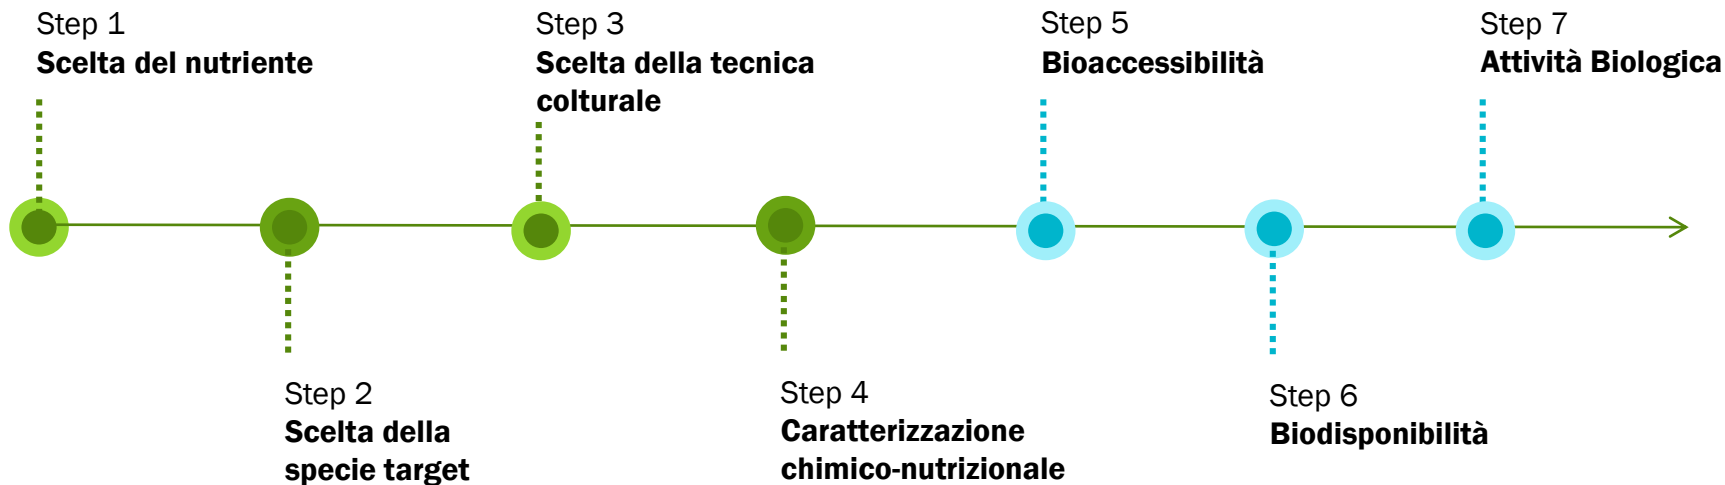 Step 1
Scelta del nutriente
Step 2
Scelta della
specie target
Step 3
Scelta della tecnica
colturale
Step 4
Caratterizzazione
chimico-nutrizionale
Step 5
Bioaccessibilità
Step 6
Biodisponibilità
Step 7
Attività Biologica